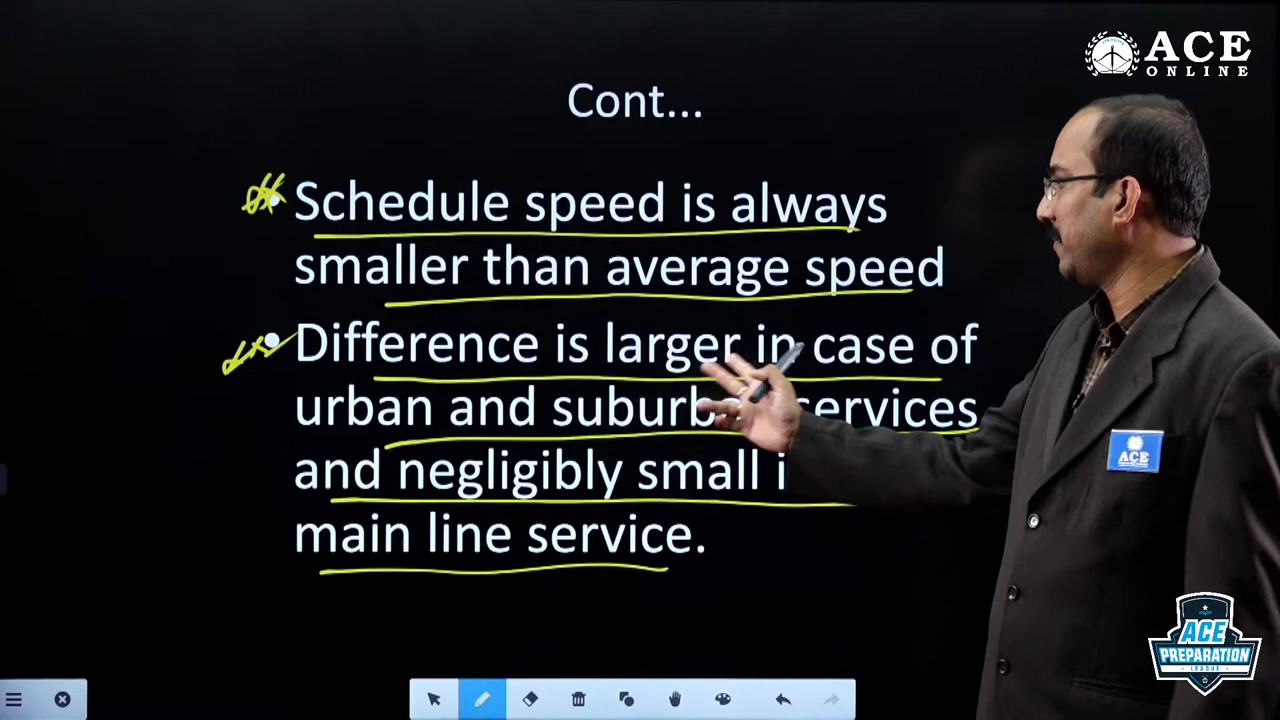 ACE
ONLINE
Cont...
• Schedule speed is always
smaller than average speed
• Difference is larger in case of
urban and suburban services
and negligibly small i
main line service.
ACE
ACE
PREPARATION
LEAGUE